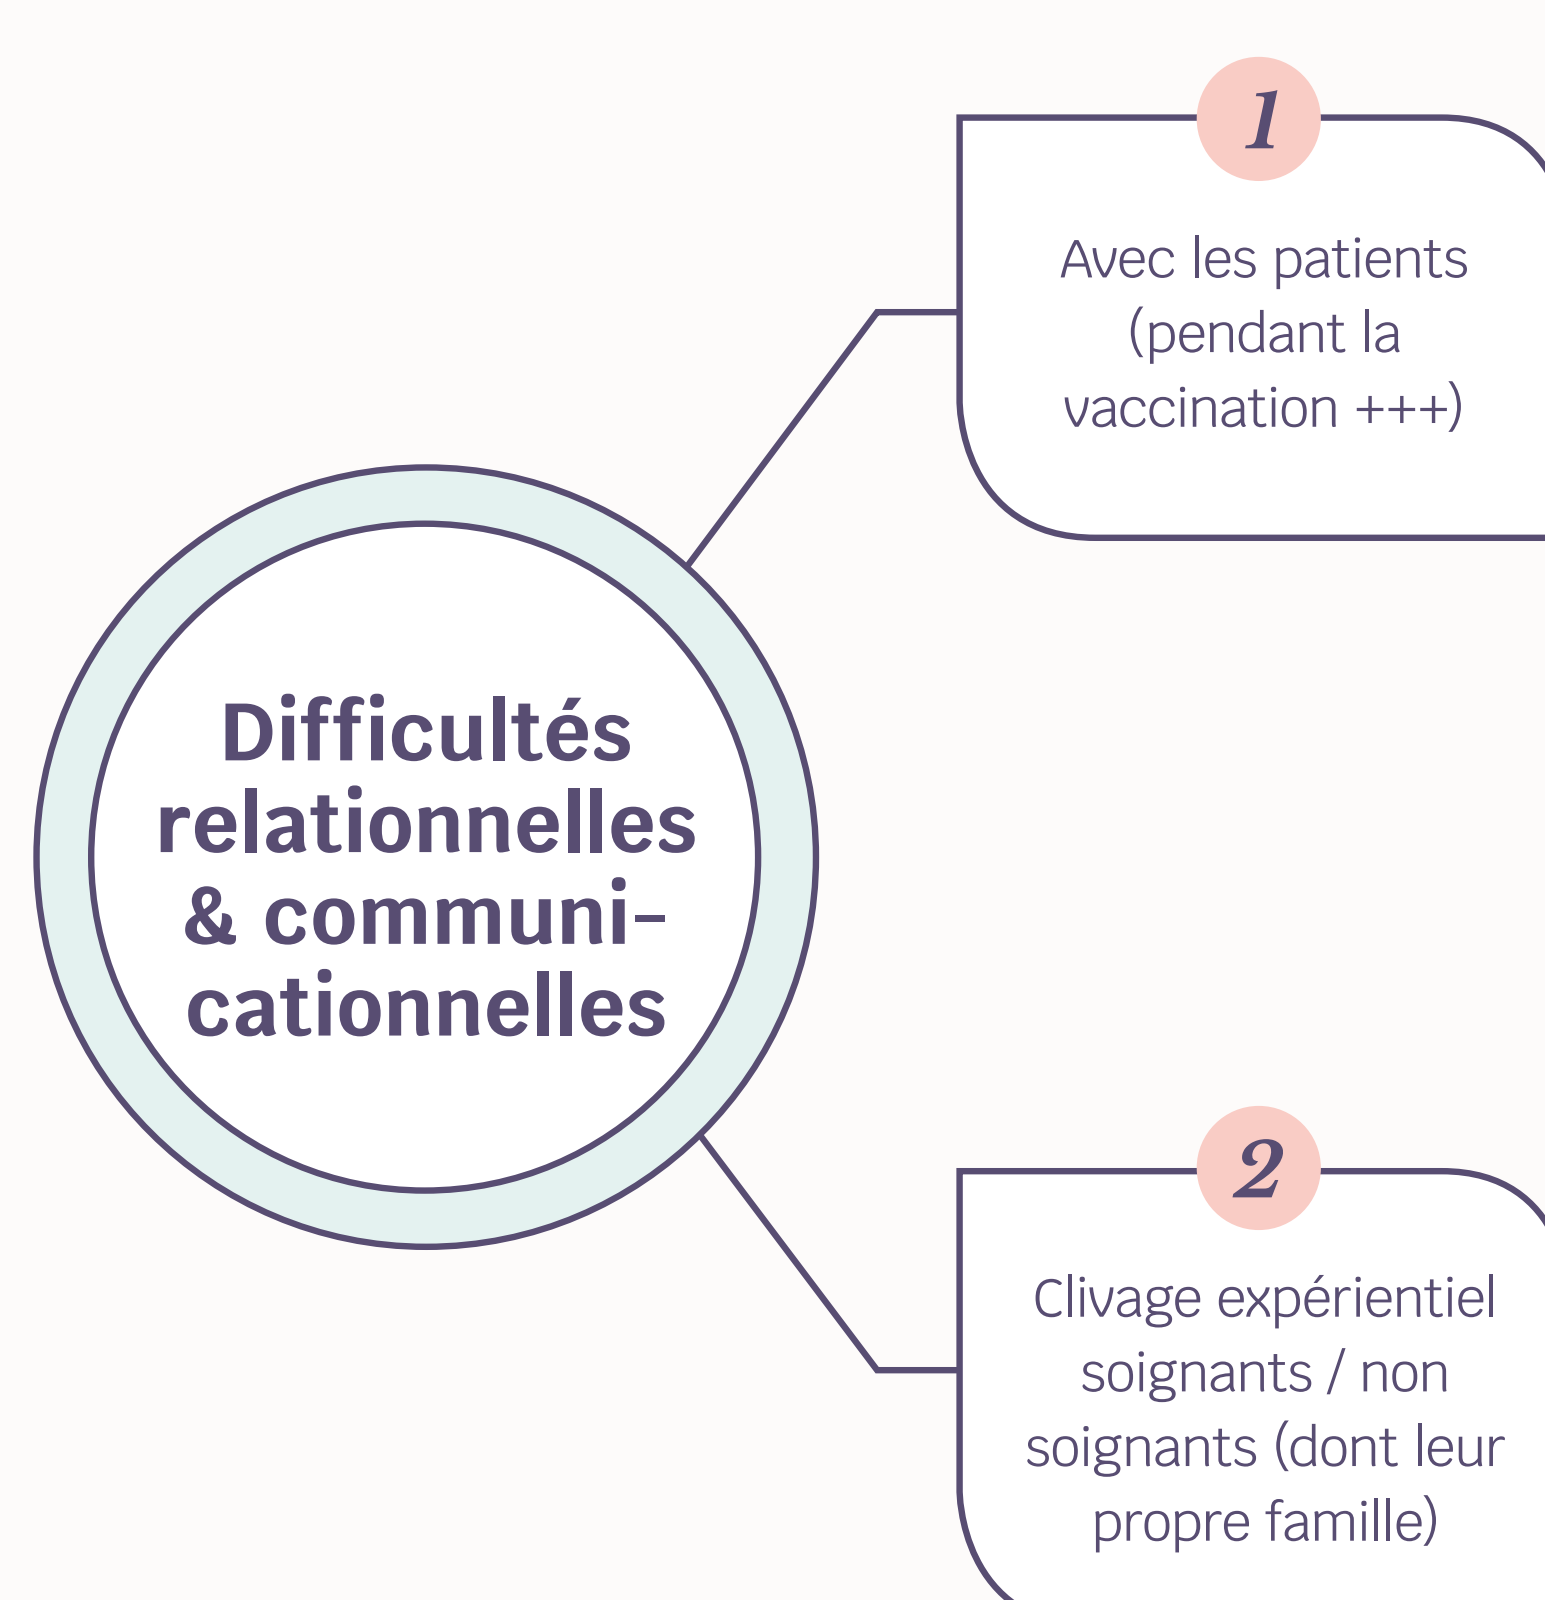 Difficultés
relationnelles
& communi-
cationnelles
1
Avec les patients
(pendant la
vaccination +++)
2
Clivage expérientiel
soignants / non
soignants (dont leur
propre famille)